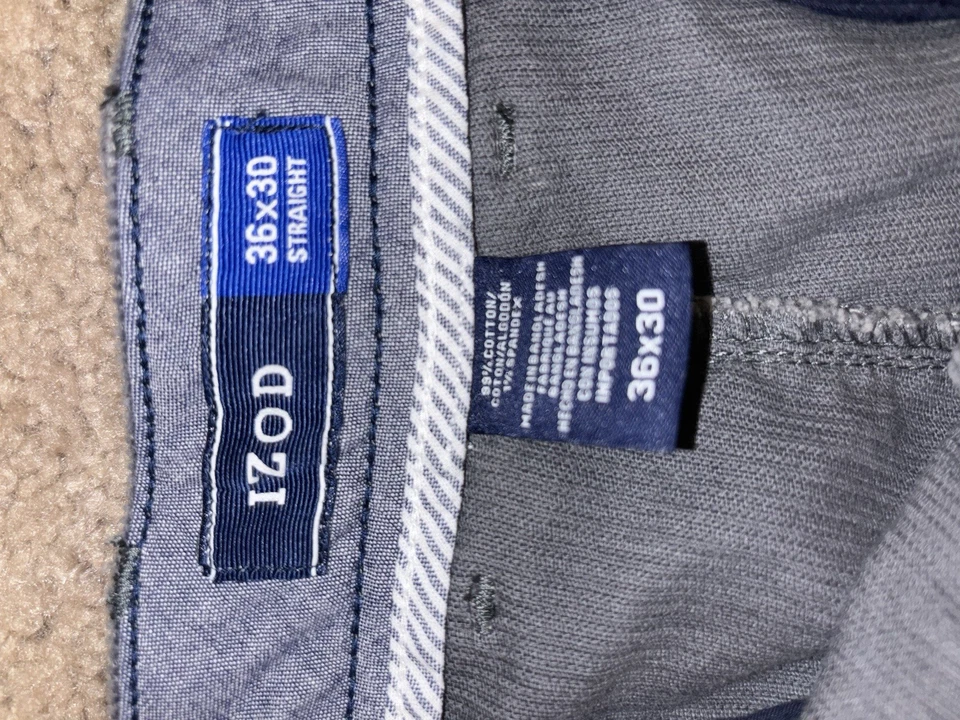 IZOD
36x30
STRAIGHT
99% COTTON/
COTON/ALGODÓN
1% SPANDEX
MADE IN BANGLADESH
FABRIQUE AU
BANGLADESH
HECHO EN BANGLADESH
CON INSUMOS
IMPORTADOS
36x30